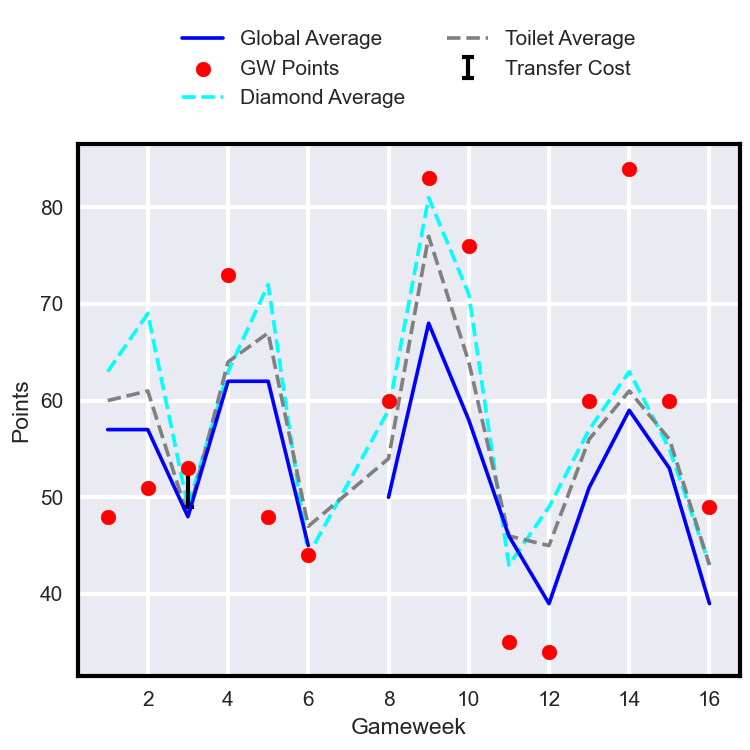 Global Average
GW Points
Diamond Average
Toilet Average
Transfer Cost
80
70
60
50
40
Points
2 4 6 8 10 12 14 16
Gameweek